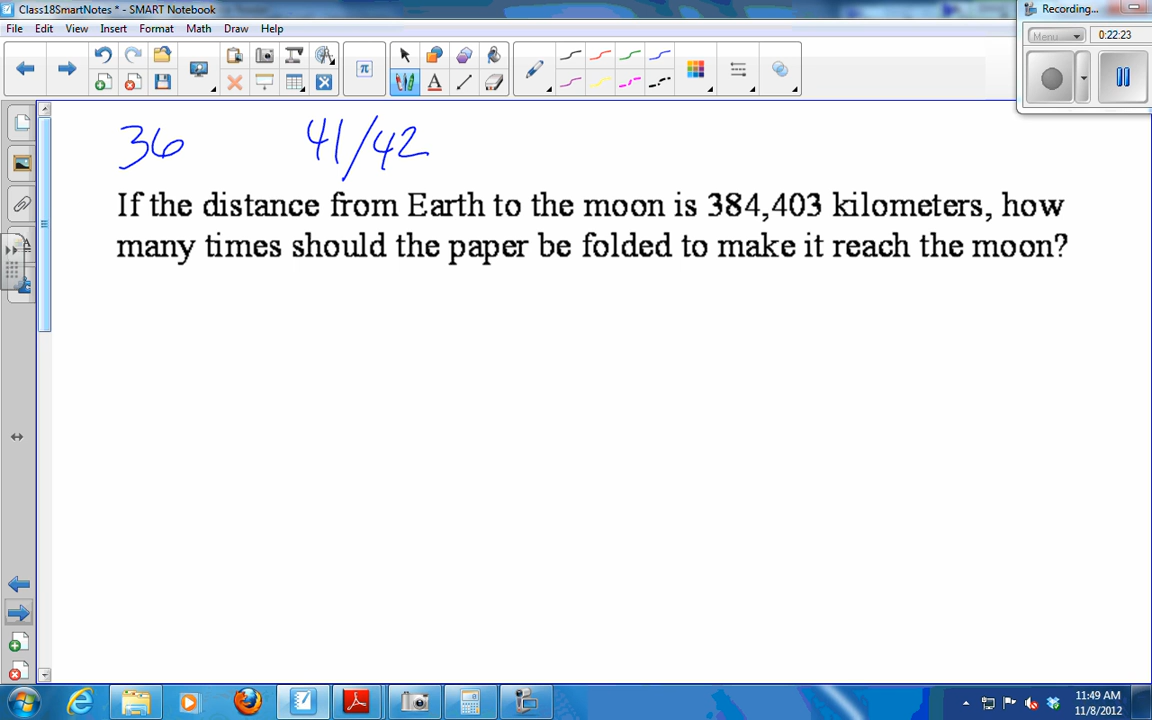 Class18SmartNotes * - SMART Notebook
Recording...
File Edit View Insert Format Math Draw Help
Menu
0:22:23
π
A
36 41/42
If the distance from Earth to the moon is 384,403 kilometers, how
many times should the paper be folded to make it reach the moon?
11:49 AM
11/8/2012